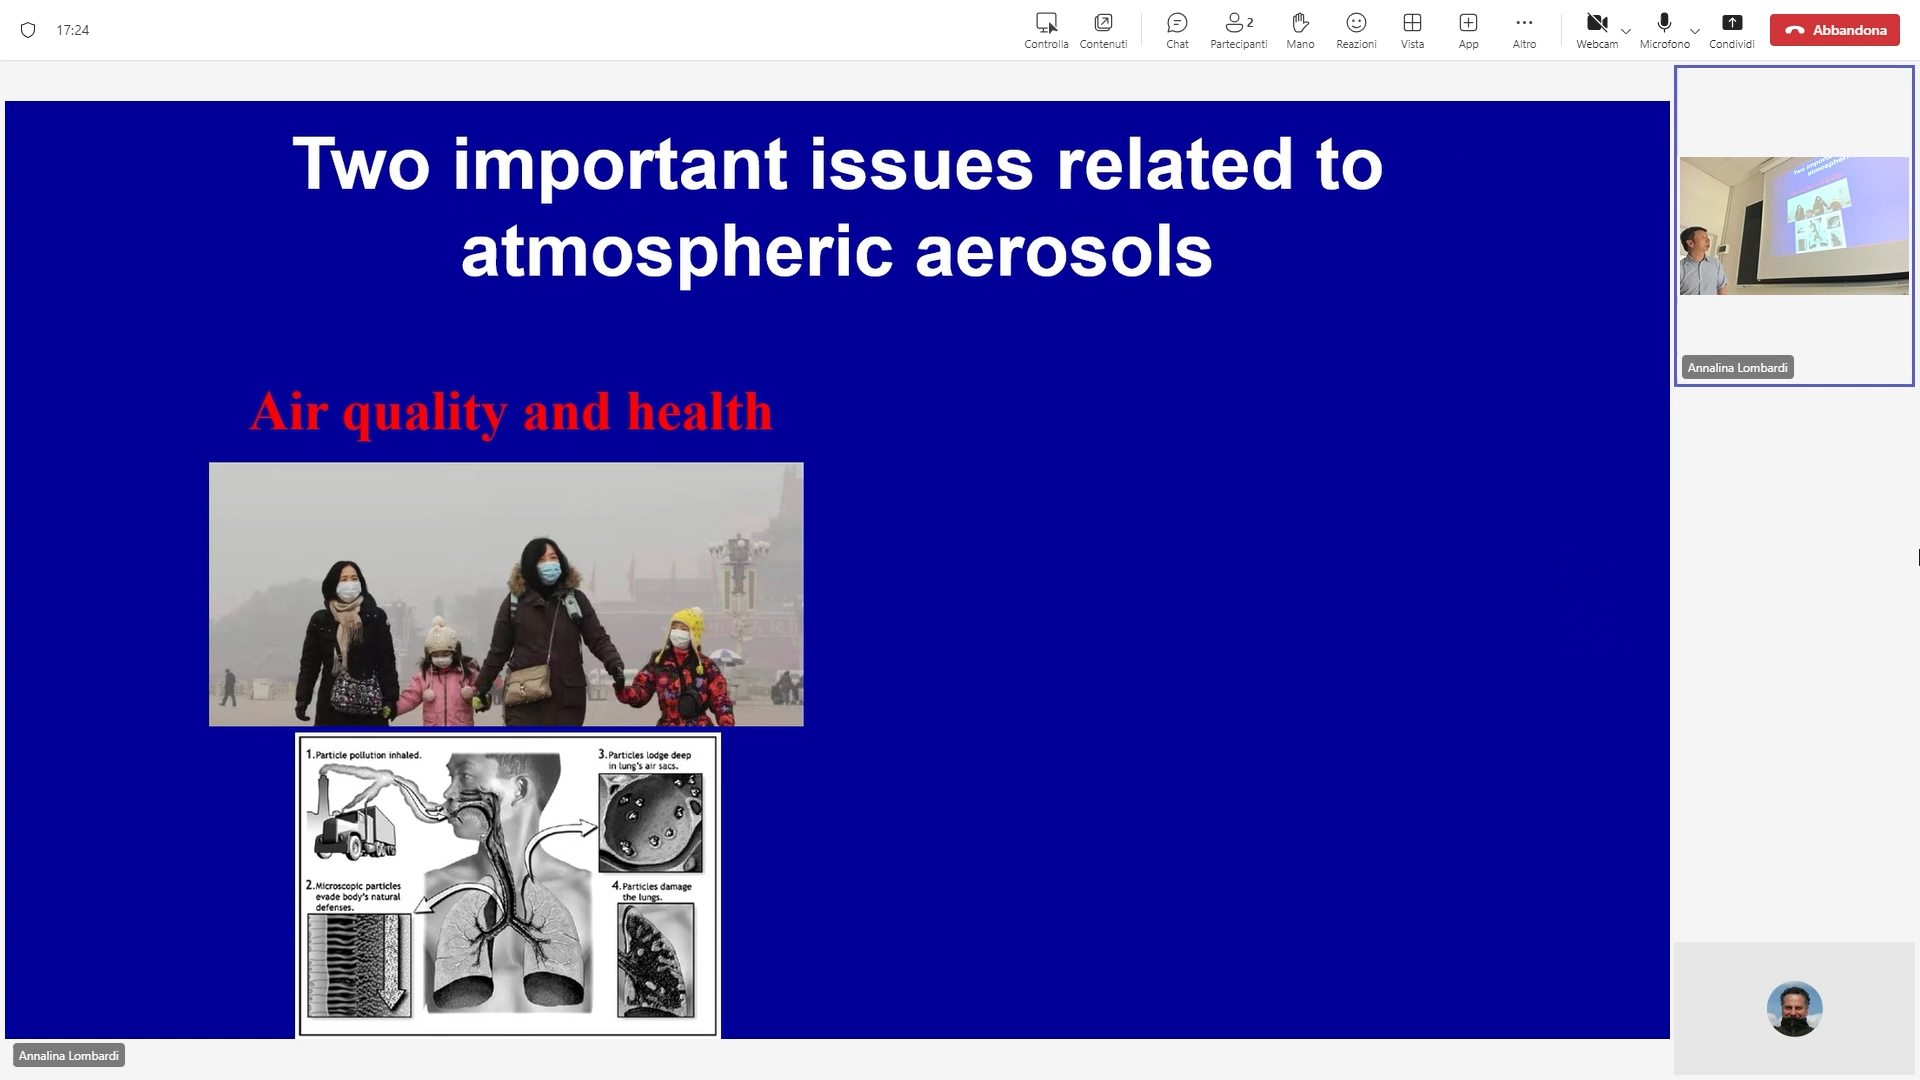 17:24
Controlla
Contenuti
Chat
2
Partecipanti
Mano
Reazioni
Vista
App
Altro
Webcam
Microfono
Condividi
Abbandona
Two important issues related to
atmospheric aerosols
Air quality and health
1.Particle pollution inhaled.
3.Particles lodge deep
in lung's air sacs.
2.Microscopic particles
evade body's natural
defenses.
4.Particles damage
the lungs.
Annalina Lombardi
Annalina Lombardi